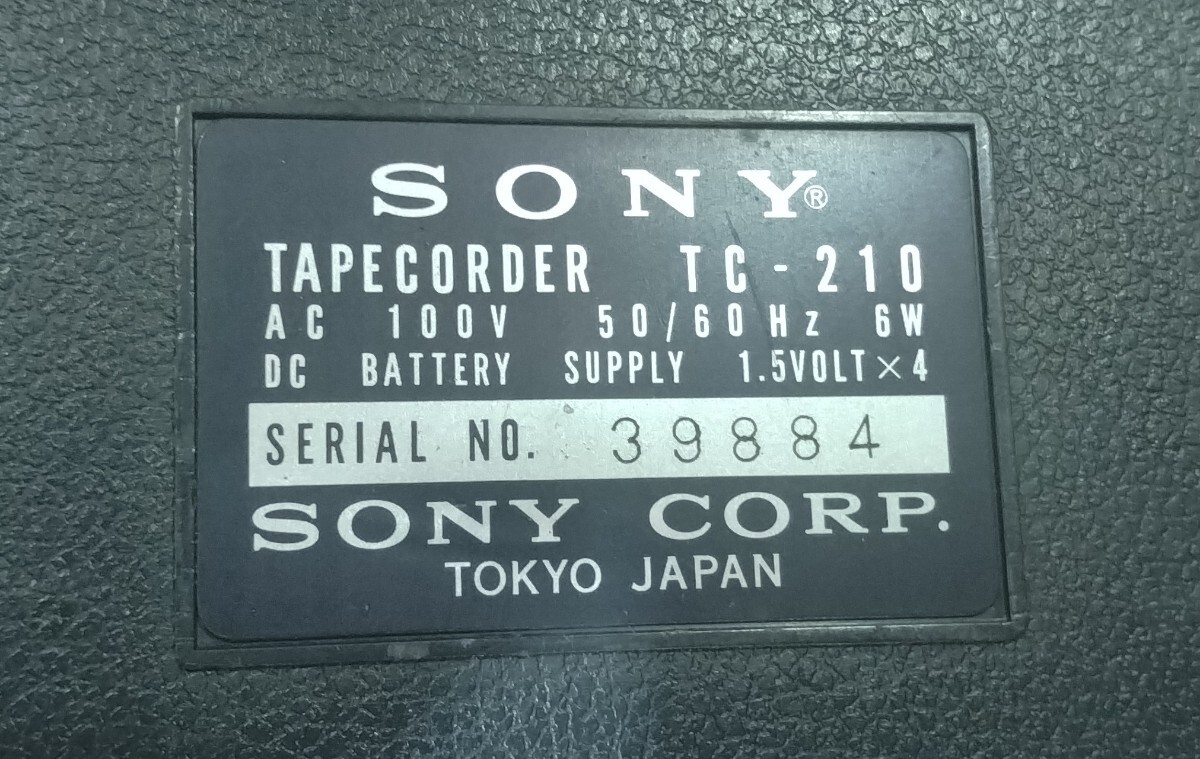 SONY®
TAPECORDER TC-210
AC 100V 50/60Hz 6W
DC BATTERY SUPPLY 1.5VOLT×4
SERIAL NO. 39884
SONY CORP.
TOKYO JAPAN